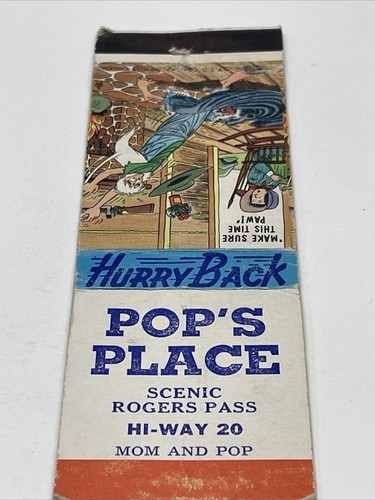 "MAKE SURE
THIS TIME
PAW!"
HURRY BACK
POP'S
PLACE
SCENIC
ROGERS PASS
HI-WAY 20
MOM AND POP